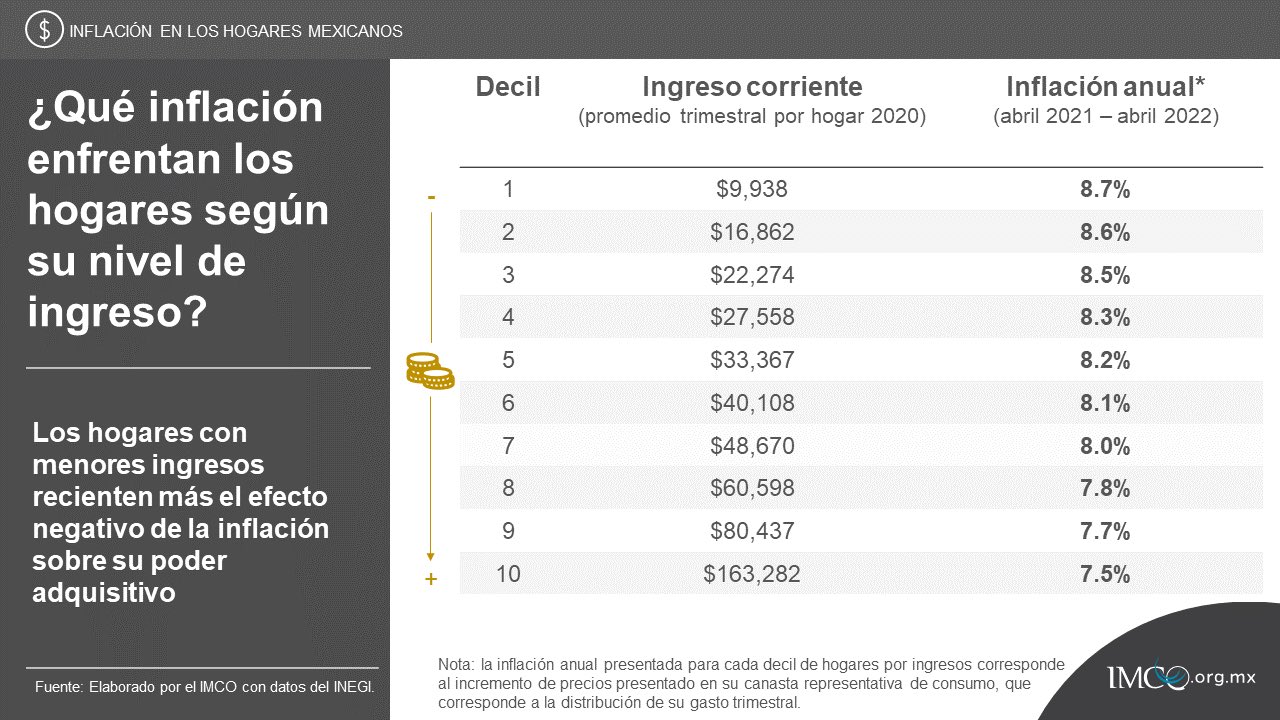 $ INFLACIÓN EN LOS HOGARES MEXICANOS
¿Qué inflación
enfrentan los
hogares según
su nivel de
ingreso?
Los hogares con
menores ingresos
recienten más el efecto
negativo de la inflación
sobre su poder
adquisitivo
Fuente: Elaborado por el IMCO con datos del INEGI.
Decil Ingreso corriente Inflación anual*
(promedio trimestral por hogar 2020) (abril 2021 – abril 2022)
-
1 $9,938 8.7%
2 $16,862 8.6%
3 $22,274 8.5%
4 $27,558 8.3%
5 $33,367 8.2%
6 $40,108 8.1%
7 $48,670 8.0%
8 $60,598 7.8%
9 $80,437 7.7%
+ 10 $163,282 7.5%
Nota: la inflación anual presentada para cada decil de hogares por ingresos corresponde
al incremento de precios presentado en su canasta representativa de consumo, que
corresponde a la distribución de su gasto trimestral.
IMCO.org.mx